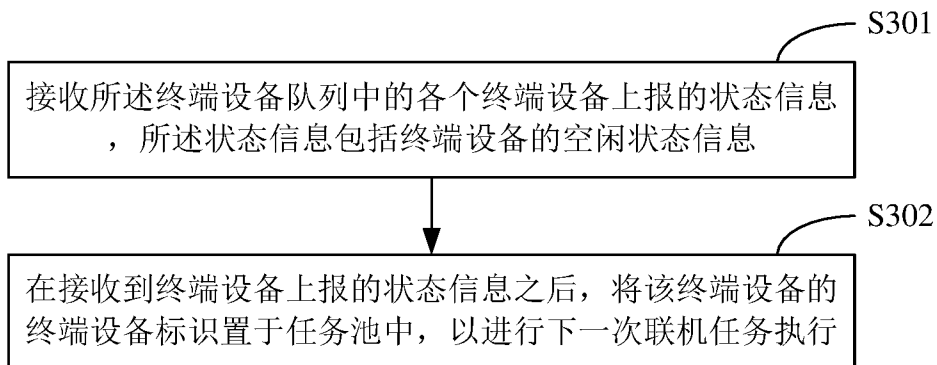 S301
接收所述终端设备队列中的各个终端设备上报的状态信息
，所述状态信息包括终端设备的空闲状态信息
S302
在接收到终端设备上报的状态信息之后，将该终端设备的
终端设备标识置于任务池中，以进行下一次联机任务执行